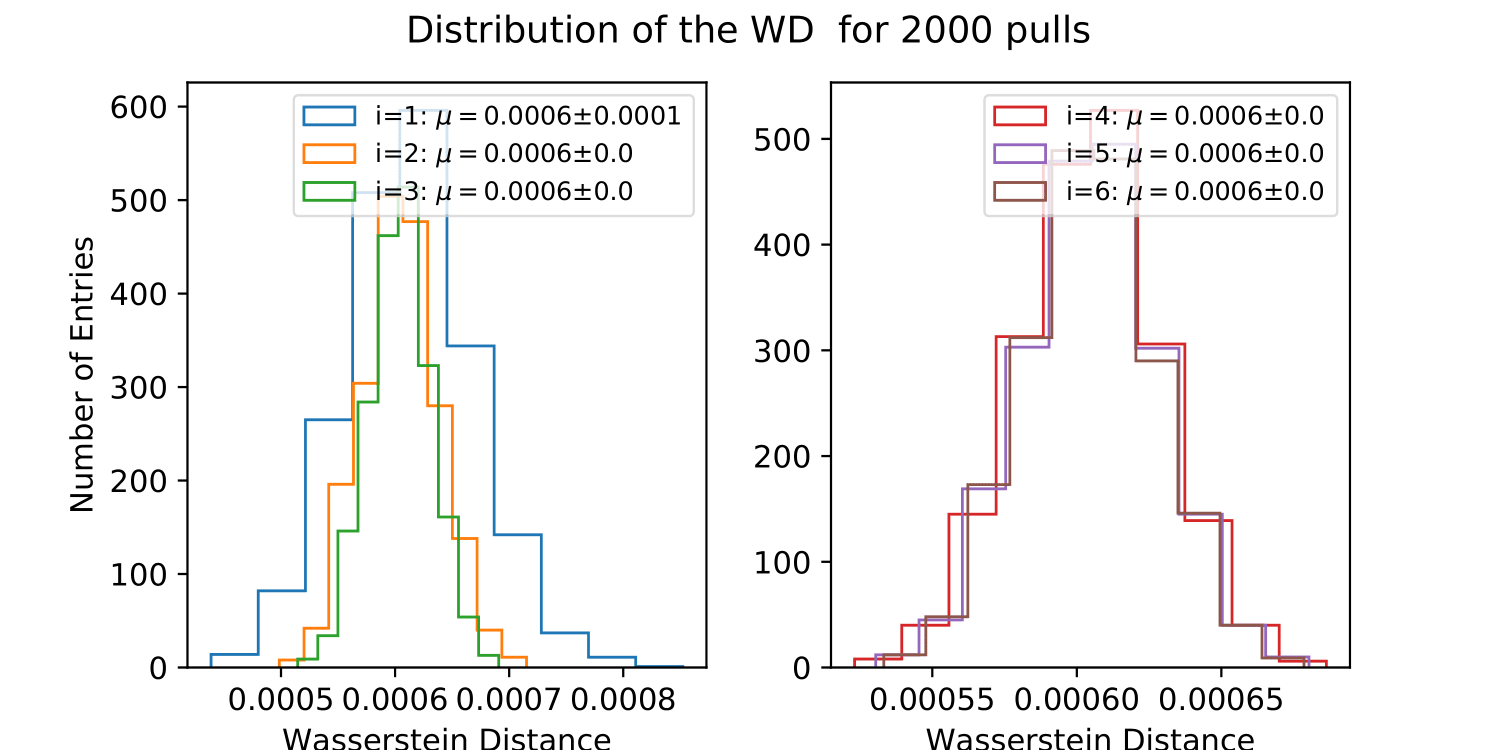 Distribution of the WD  for 2000 pulls
Number of Entries
600
500
400
300
200
100
0
i=1: μ = 0.0006±0.0001
i=2: μ = 0.0006±0.0
i=3: μ = 0.0006±0.0
0.0005 0.0006 0.0007 0.0008
Wasserstein Distance
500
400
300
200
100
0
i=4: μ = 0.0006±0.0
i=5: μ = 0.0006±0.0
i=6: μ = 0.0006±0.0
0.00055 0.00060 0.00065
Wasserstein Distance